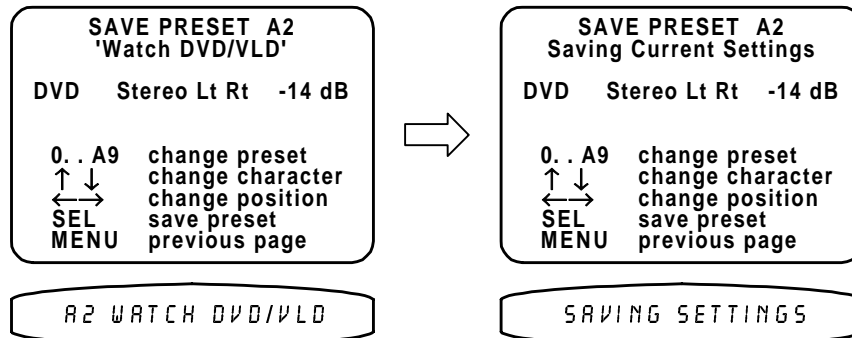 SAVE PRESET A2
'Watch DVD/VLD'
DVD Stereo Lt Rt -14 dB
0. . A9 change preset
↑ ↓ change character
←→ change position
SEL save preset
MENU previous page
A2 WATCH DVD/VLD
SAVE PRESET A2
Saving Current Settings
DVD Stereo Lt Rt -14 dB
0. . A9 change preset
↑ ↓ change character
←→ change position
SEL save preset
MENU previous page
SAVING SETTINGS